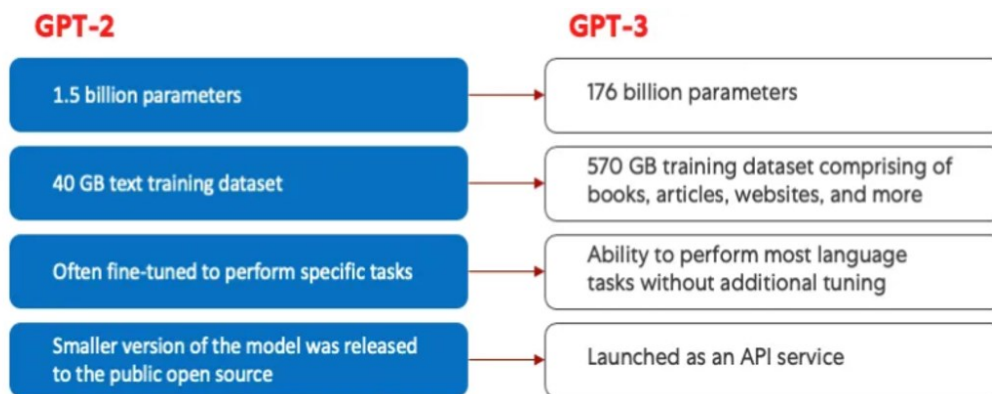 GPT-2
GPT-3
1.5 billion parameters
176 billion parameters
40 GB text training dataset
570 GB training dataset comprising of
books, articles, websites, and more
Often fine-tuned to perform specific tasks
Ability to perform most language
tasks without additional tuning
Smaller version of the model was released
to the public open source
Launched as an API service